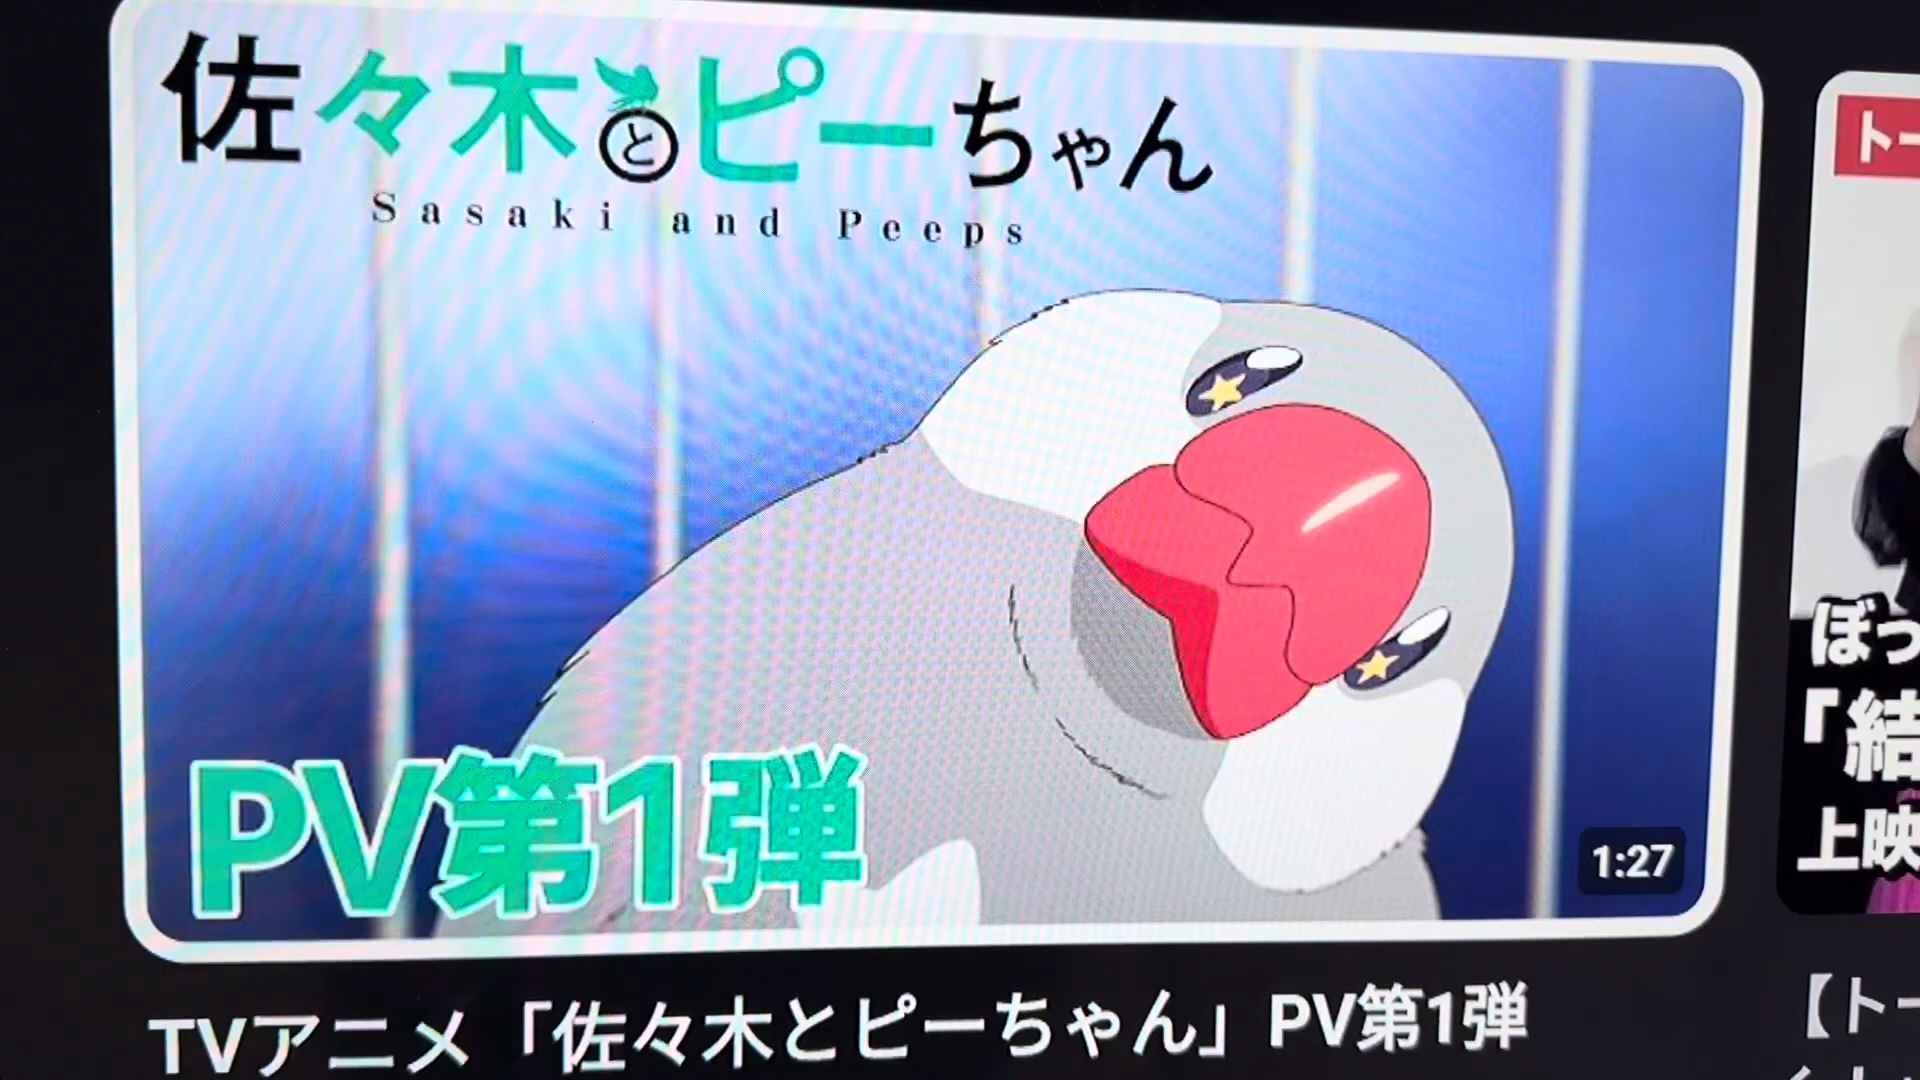 佐々木とピーちゃん
Sasaki and Peeps
PV第1弾
1:27
TVアニメ「佐々木とピーちゃん」PV第1弾
トー
ぼっ
「結
上映
【トー